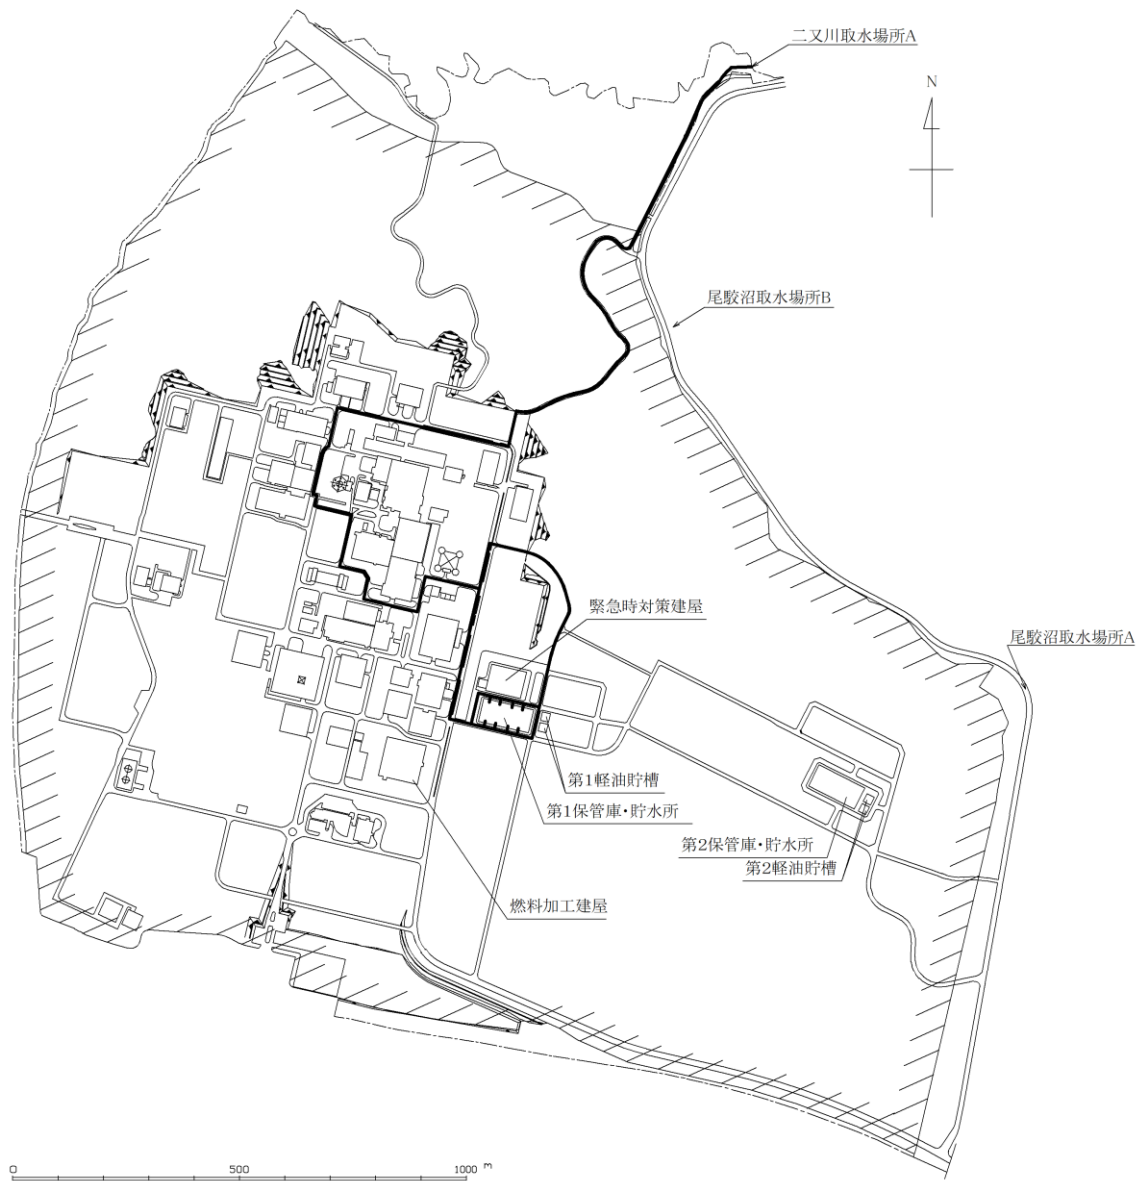 二又川取水場所A
N
尾駮沼取水場所B
緊急時対策建屋
尾駮沼取水場所A
第1軽油貯槽
第1保管庫・貯水所
第2保管庫・貯水所
第2軽油貯槽
燃料加工建屋
0 500 1000 m